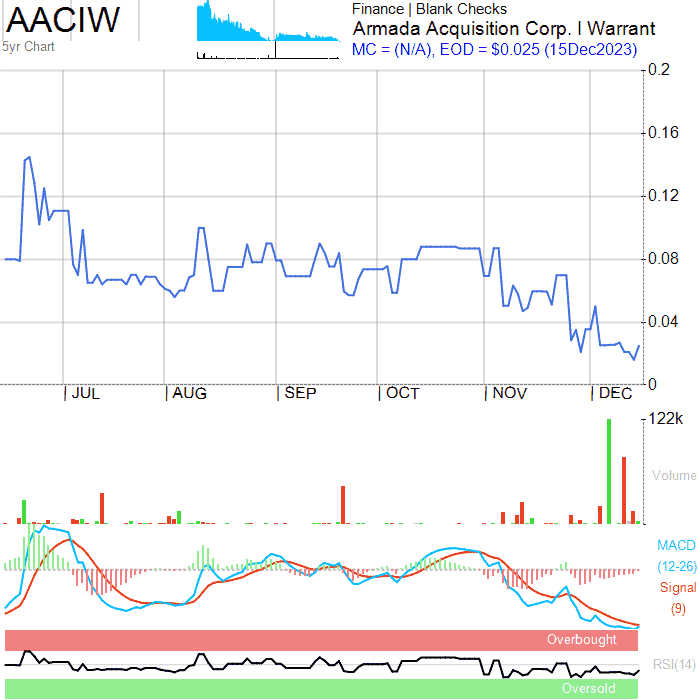 AACIW
5yr Chart
Finance | Blank Checks
Armada Acquisition Corp. I Warrant
MC = (N/A), EOD = $0.025 (15Dec2023)
0.2
0.16
0.12
0.08
0.04
0
JUL AUG SEP OCT NOV DEC
122k
Volume
MACD
(12-26)
Signal
(9)
Overbought
RSI(14)
Oversold